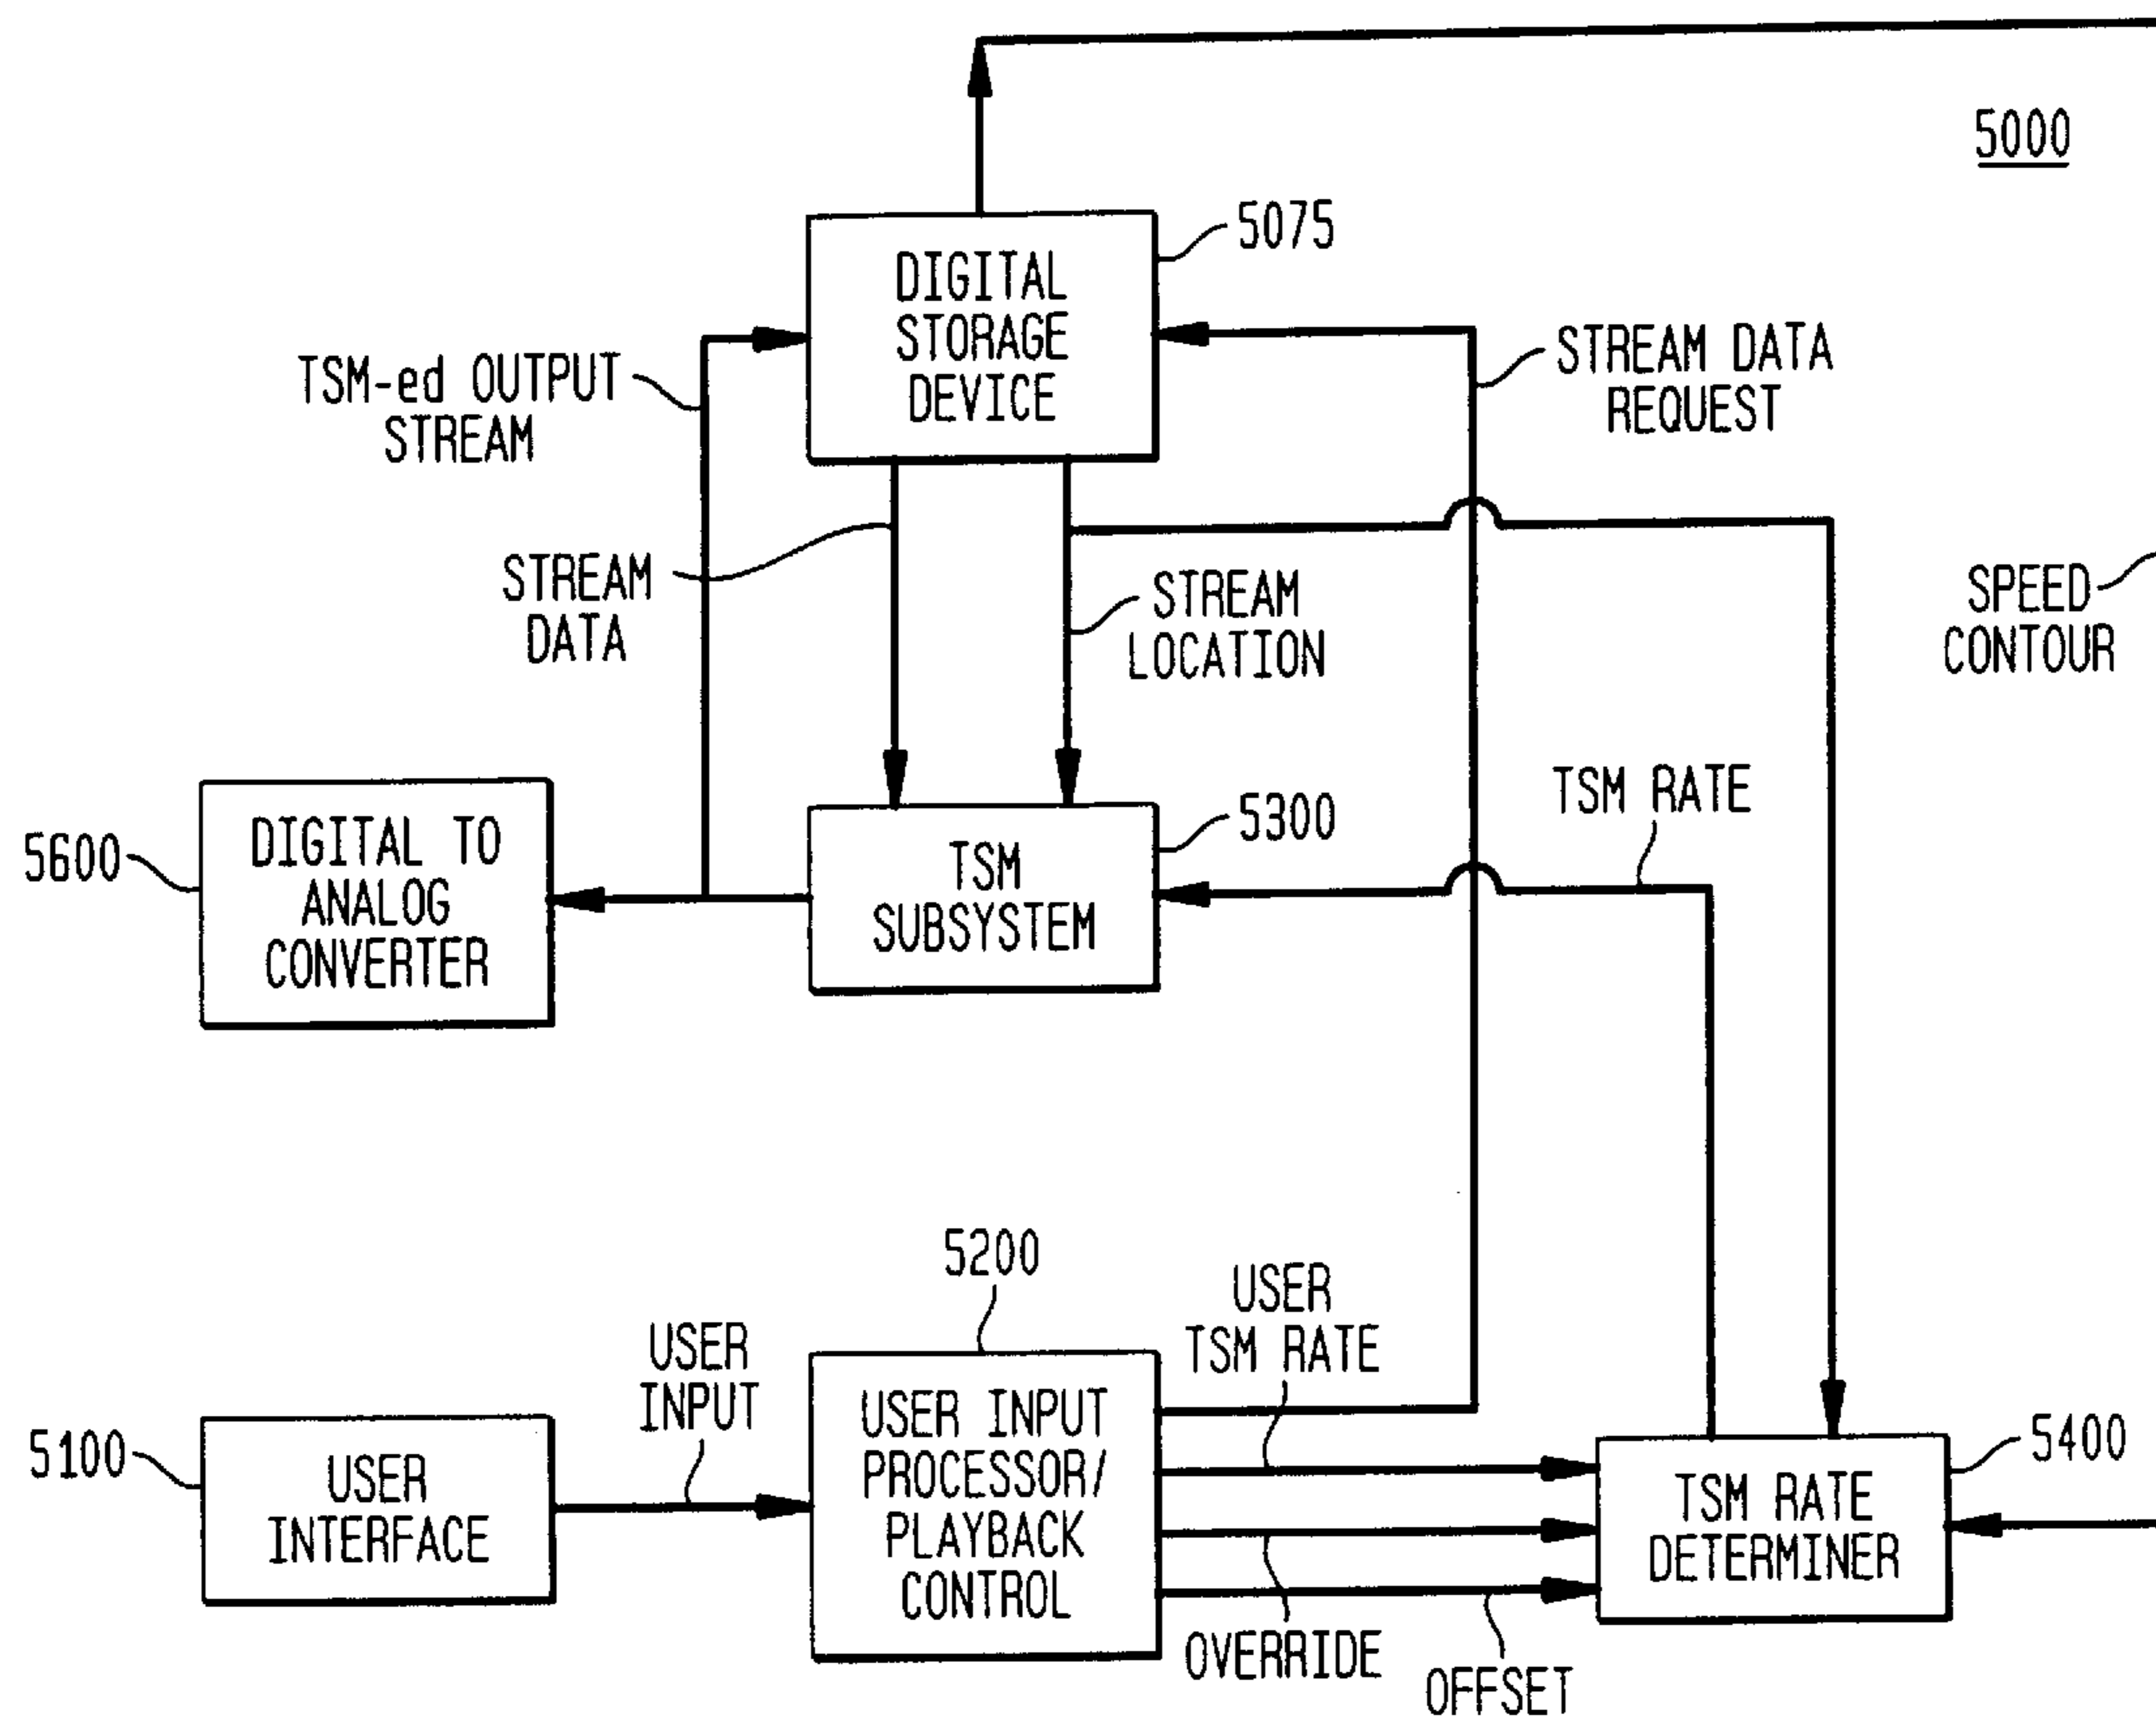 5000
5075
DIGITAL
STORAGE
DEVICE
TSM-ed OUTPUT
STREAM
STREAM DATA
REQUEST
STREAM
DATA
STREAM
LOCATION
SPEED
CONTOUR
TSM RATE
5600
DIGITAL TO
ANALOG
CONVERTER
5300
TSM
SUBSYSTEM
5200
USER
TSM RATE
USER
INPUT
5100
USER
INTERFACE
USER INPUT
PROCESSOR/
PLAYBACK
CONTROL
5400
TSM RATE
DETERMINER
OVERRIDE
OFFSET